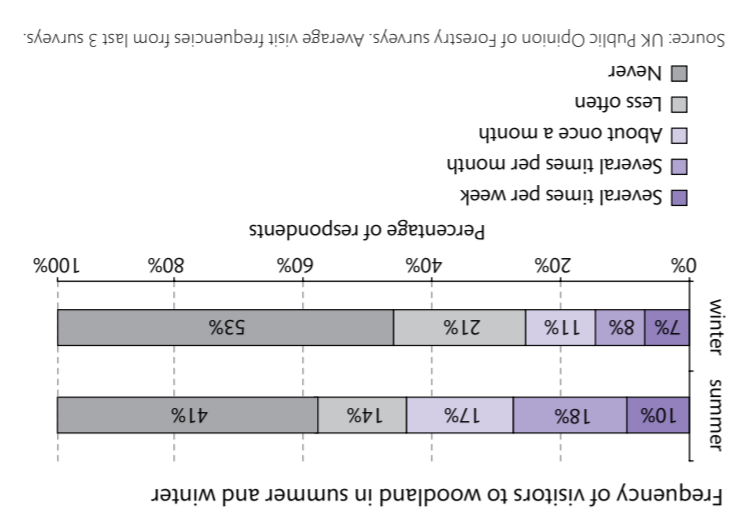 Frequency of visitors to woodland in summer and winter
summer
10% 18% 17% 14% 41%
winter
7% 8% 11% 21% 53%
0% 20% 40% 60% 80% 100%
Percentage of respondents
Several times per week
Several times per month
About once a month
Less often
Never
Source: UK Public Opinion of Forestry surveys. Average visit frequencies from last 3 surveys.